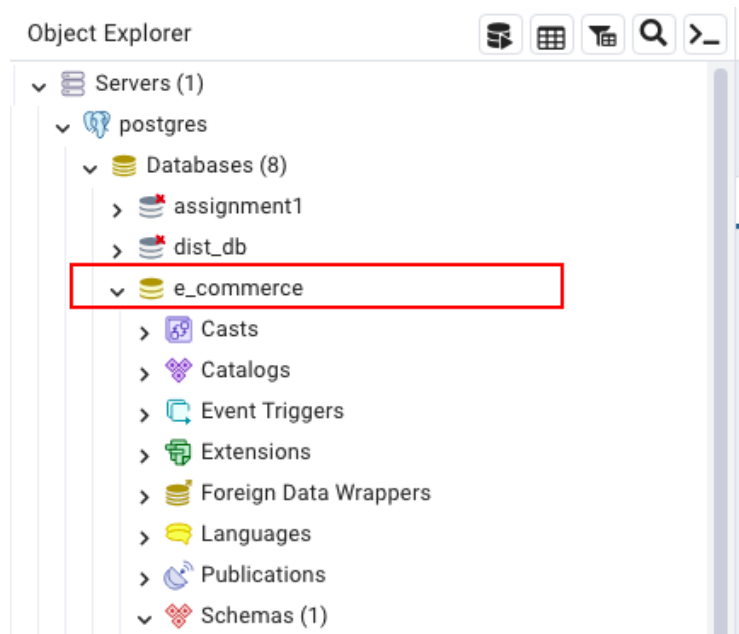 Object Explorer
Servers (1)
postgres
Databases (8)
assignment1
dist_db
e_commerce
Casts
Catalogs
Event Triggers
Extensions
Foreign Data Wrappers
Languages
Publications
Schemas (1)